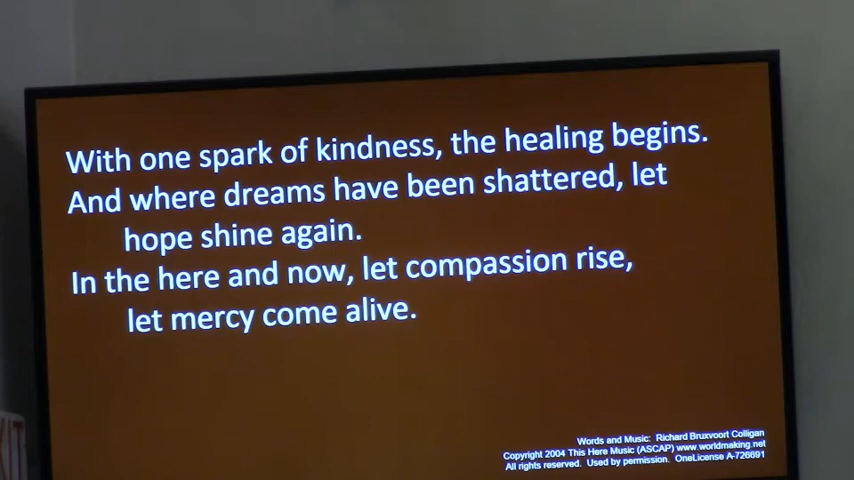 With one spark of kindness, the healing begins.
And where dreams have been shattered, let
hope shine again.
In the here and now, let compassion rise,
let mercy come alive.
Words and Music: Richard Bruxvoort Colligan
Copyright 2004 This Here Music (ASCAP) www.worldmaking.net
All rights reserved. Used by permission. OneLicense A-726691